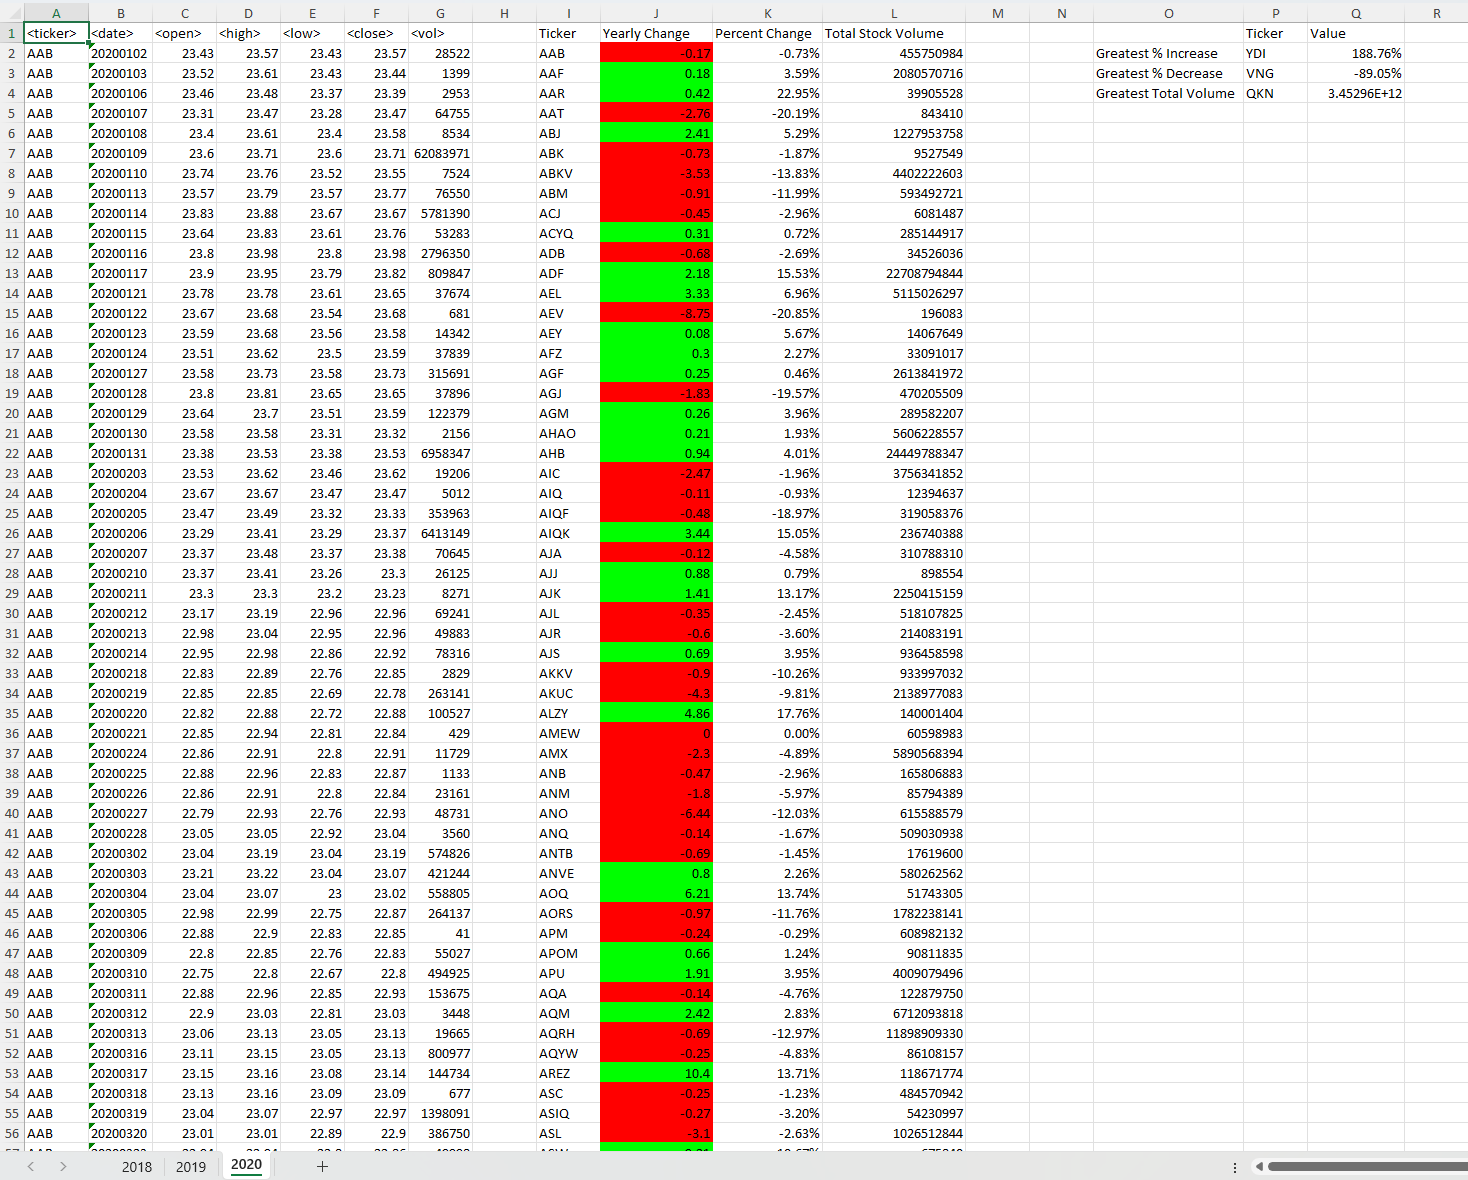 A B C D E F G H I J K L M N O P Q R
1 <ticker> <date> <open> <high> <low> <close> <vol> Ticker Yearly Change Percent Change Total Stock Volume Ticker Value
2 AAB 20200102 23.43 23.57 23.43 23.57 28522 AAB -0.17 -0.73% 455750984 Greatest % Increase YDI 188.76%
3 AAB 20200103 23.52 23.61 23.43 23.44 1399 AAF 0.18 3.59% 2080570716 Greatest % Decrease VNG -89.05%
4 AAB 20200106 23.46 23.48 23.37 23.39 2953 AAR 0.42 22.95% 39905528 Greatest Total Volume QKN 3.45296E+12
5 AAB 20200107 23.31 23.47 23.28 23.47 64755 AAT -2.76 -20.19% 843410
6 AAB 20200108 23.4 23.61 23.4 23.58 8534 ABJ 2.41 5.29% 1227953758
7 AAB 20200109 23.6 23.71 23.6 23.71 62083971 ABK -0.73 -1.87% 9527549
8 AAB 20200110 23.74 23.76 23.52 23.55 7524 ABKV -3.53 -13.83% 4402222603
9 AAB 20200113 23.57 23.79 23.57 23.77 76550 ABM -0.91 -11.99% 593492721
10 AAB 20200114 23.83 23.88 23.67 23.67 5781390 ACJ -0.45 -2.96% 6081487
11 AAB 20200115 23.64 23.83 23.61 23.76 53283 ACYQ 0.31 0.72% 285144917
12 AAB 20200116 23.8 23.98 23.8 23.98 2796350 ADB -0.68 -2.69% 34526036
13 AAB 20200117 23.9 23.95 23.79 23.82 809847 ADF 2.18 15.53% 22708794844
14 AAB 20200121 23.78 23.78 23.61 23.65 37674 AEL 3.33 6.96% 5115026297
15 AAB 20200122 23.67 23.68 23.54 23.68 681 AEV -8.75 -20.85% 196083
16 AAB 20200123 23.59 23.68 23.56 23.58 14342 AEY 0.08 5.67% 14067649
17 AAB 20200124 23.51 23.62 23.5 23.59 37839 AFZ 0.3 2.27% 33091017
18 AAB 20200127 23.58 23.73 23.58 23.73 315691 AGF 0.25 0.46% 2613841972
19 AAB 20200128 23.8 23.81 23.65 23.65 37896 AGJ -1.83 -19.57% 470205509
20 AAB 20200129 23.64 23.7 23.51 23.59 122379 AGM 0.26 3.96% 289582207
21 AAB 20200130 23.58 23.58 23.31 23.32 2156 AHAO 0.21 1.93% 5606228557
22 AAB 20200131 23.38 23.53 23.38 23.53 6958347 AHB 0.94 4.01% 24449788347
23 AAB 20200203 23.53 23.62 23.46 23.62 19206 AIC -2.47 -1.96% 3756341852
24 AAB 20200204 23.67 23.67 23.47 23.47 5012 AIQ -0.11 -0.93% 12394637
25 AAB 20200205 23.47 23.49 23.32 23.33 353963 AIQF -0.48 -18.97% 319058376
26 AAB 20200206 23.29 23.41 23.29 23.37 6413149 AIQK 3.44 15.05% 236740388
27 AAB 20200207 23.37 23.48 23.37 23.38 70645 AJA -0.12 -4.58% 310788310
28 AAB 20200210 23.37 23.41 23.26 23.3 26125 AJJ 0.88 0.79% 898554
29 AAB 20200211 23.3 23.3 23.2 23.23 8271 AJK 1.41 13.17% 2250415159
30 AAB 20200212 23.17 23.19 22.96 22.96 69241 AJL -0.35 -2.45% 518107825
31 AAB 20200213 22.98 23.04 22.95 22.96 49883 AJR -0.6 -3.60% 214083191
32 AAB 20200214 22.95 22.98 22.86 22.92 78316 AJS 0.69 3.95% 936458598
33 AAB 20200218 22.83 22.89 22.76 22.85 2829 AKKV -0.9 -10.26% 933997032
34 AAB 20200219 22.85 22.85 22.69 22.78 263141 AKUC -4.3 -9.81% 2138977083
35 AAB 20200220 22.82 22.88 22.72 22.88 100527 ALZY 4.86 17.76% 140001404
36 AAB 20200221 22.85 22.94 22.81 22.84 429 AMEW 0 0.00% 60598983
37 AAB 20200224 22.86 22.91 22.8 22.91 11729 AMX -2.3 -4.89% 5890568394
38 AAB 20200225 22.88 22.96 22.83 22.87 1133 ANB -0.47 -2.96% 165806883
39 AAB 20200226 22.86 22.91 22.8 22.84 23161 ANM -1.8 -5.97% 85794389
40 AAB 20200227 22.79 22.93 22.76 22.93 48731 ANO -6.44 -12.03% 615588579
41 AAB 20200228 23.05 23.05 22.92 23.04 3560 ANQ -0.14 -1.67% 509030938
42 AAB 20200302 23.04 23.19 23.04 23.19 574826 ANTB -0.69 -1.45% 17619600
43 AAB 20200303 23.21 23.22 23.04 23.07 421244 ANVE 0.8 2.26% 580262562
44 AAB 20200304 23.04 23.07 23 23.02 558805 AOQ 6.21 13.74% 51743305
45 AAB 20200305 22.98 22.99 22.75 22.87 264137 AORS -0.97 -11.76% 1782238141
46 AAB 20200306 22.88 22.9 22.83 22.85 41 APM -0.24 -0.29% 608982132
47 AAB 20200309 22.8 22.85 22.76 22.83 55027 APOM 0.66 1.24% 90811835
48 AAB 20200310 22.75 22.8 22.67 22.8 494925 APU 1.91 3.95% 4009079496
49 AAB 20200311 22.88 22.96 22.85 22.93 153675 AQA -0.14 -4.76% 122879750
50 AAB 20200312 22.9 23.03 22.81 23.03 3448 AQM 2.42 2.83% 6712093818
51 AAB 20200313 23.06 23.13 23.05 23.13 19665 AQRH -0.69 -12.97% 11898909330
52 AAB 20200316 23.11 23.15 23.05 23.13 800977 AQYW -0.25 -4.83% 86108157
53 AAB 20200317 23.15 23.16 23.08 23.14 144734 AREZ 10.4 13.71% 118671774
54 AAB 20200318 23.13 23.16 23.09 23.09 677 ASC -0.25 -1.23% 484570942
55 AAB 20200319 23.04 23.07 22.97 22.97 1398091 ASIQ -0.27 -3.20% 54230997
56 AAB 20200320 23.01 23.01 22.89 22.9 386750 ASL -3.1 -2.63% 1026512844
2018 2019 2020